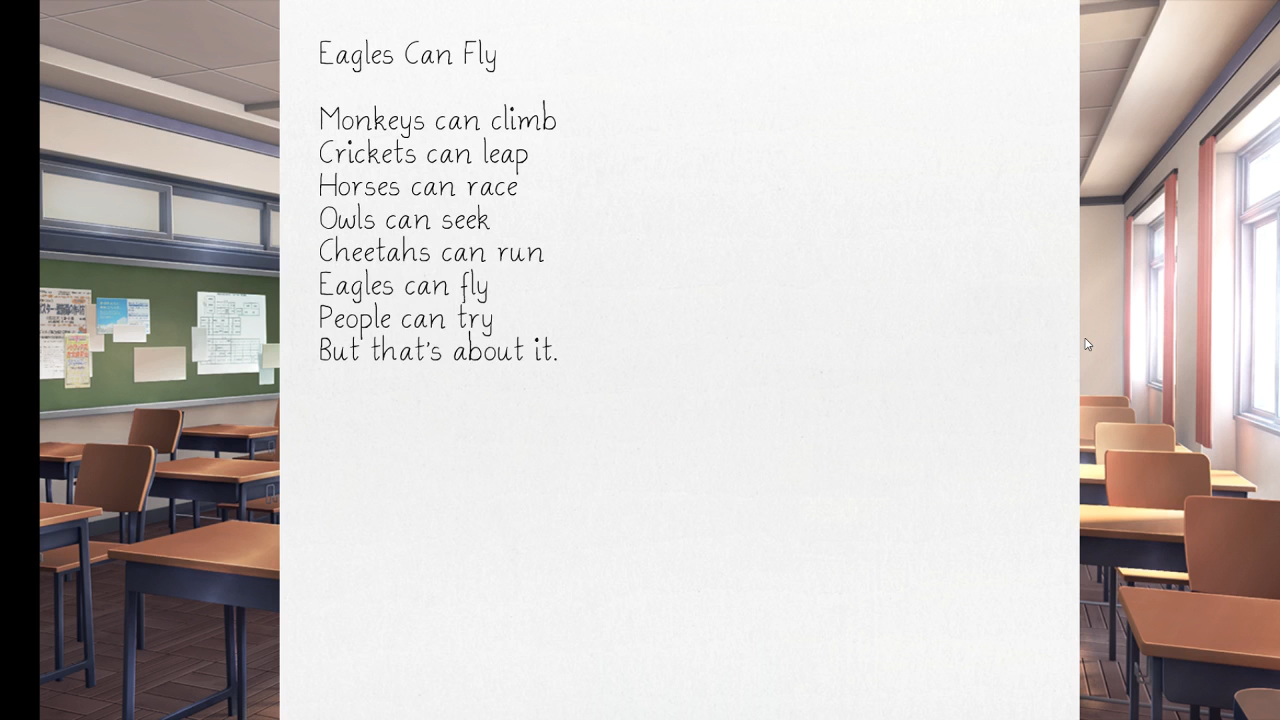 Eagles Can Fly
Monkeys can climb
Crickets can leap
Horses can race
Owls can seek
Cheetahs can run
Eagles can fly
People can try
But that's about it.